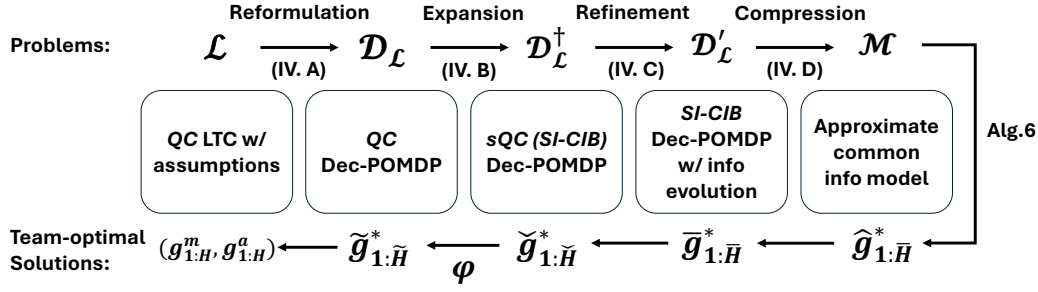 Reformulation Expansion Refinement Compression
Problems: 𝓛 𝓓_𝓛 𝓓_𝓛^† 𝓓_𝓛^′ 𝓜
(IV. A) (IV. B) (IV. C) (IV. D)
QC LTC w/ assumptions
QC Dec-POMDP
sQC (SI-CIB) Dec-POMDP
SI-CIB Dec-POMDP w/ info evolution
Approximate common info model
Alg.6
Team-optimal Solutions:
(g^m_{1:H}, g^a_{1:H}) g̃^*_{1:H̃} φ ğ^*_{1:H̆} ḡ^*_{1:H̅} ĝ^*_{1:H̅}